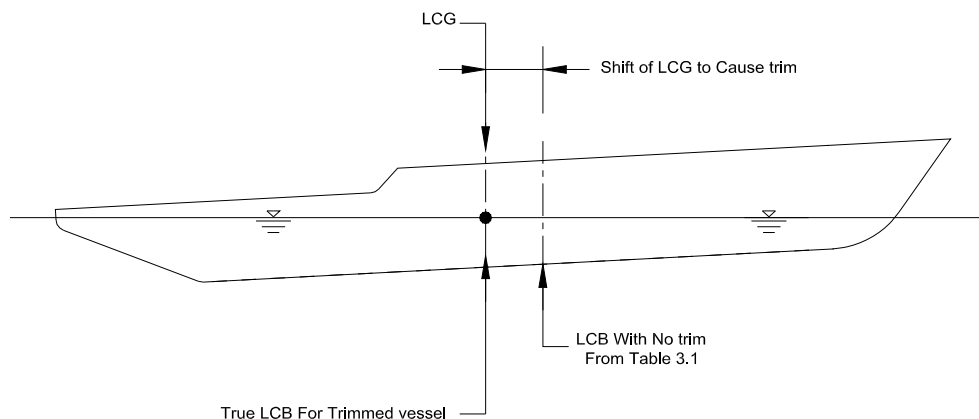 LCG
Shift of LCG to Cause trim
LCB With No trim
From Table 3.1
True LCB For Trimmed vessel